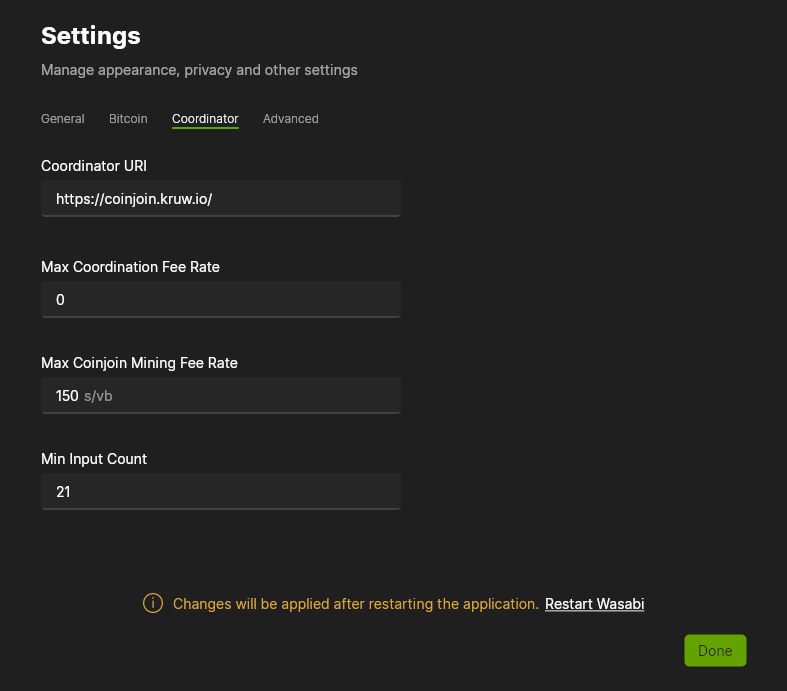 Settings
Manage appearance, privacy and other settings
General Bitcoin Coordinator Advanced
Coordinator URI
https://coinjoin.kruw.io/
Max Coordination Fee Rate
0
Max Coinjoin Mining Fee Rate
150 s/vb
Min Input Count
21
Changes will be applied after restarting the application. Restart Wasabi
Done